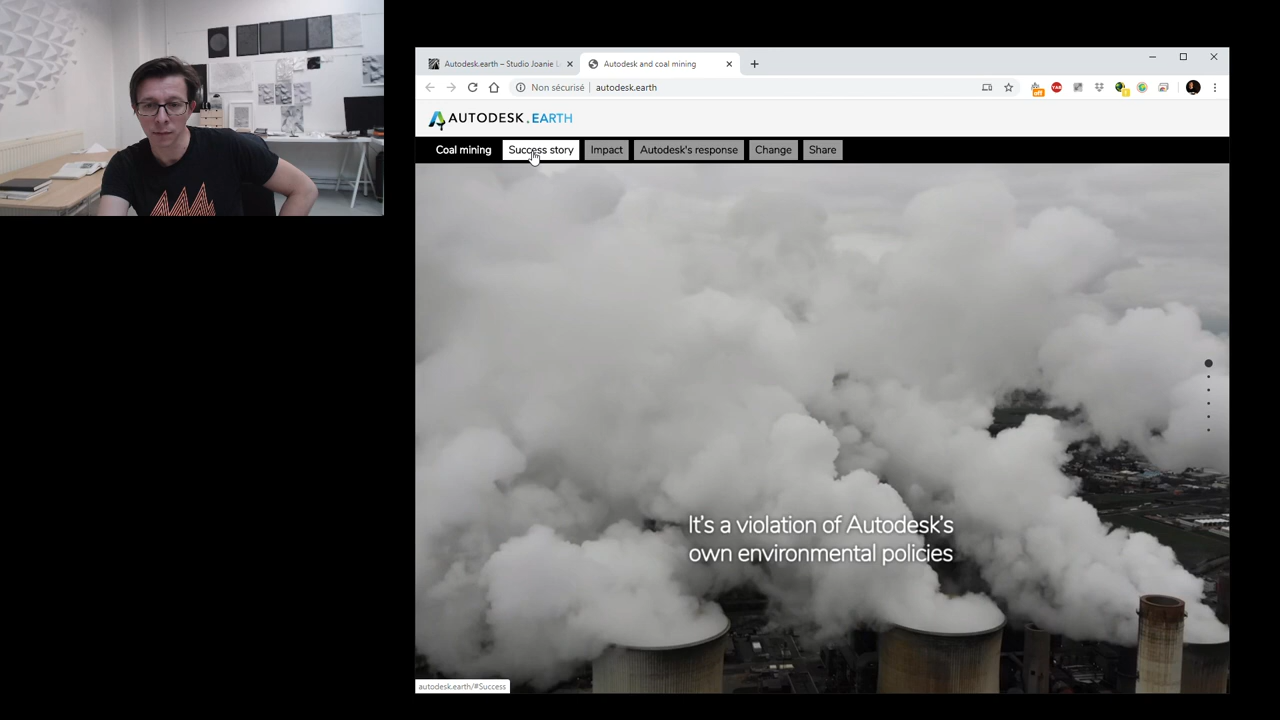 Autodesk.earth – Studio Joanie L
Autodesk and coal mining
Non sécurisé
autodesk.earth
off
AUTODESK.EARTH
Coal mining
Success story
Impact
Autodesk's response
Change
Share
It's a violation of Autodesk's
own environmental policies
autodesk.earth/#Success